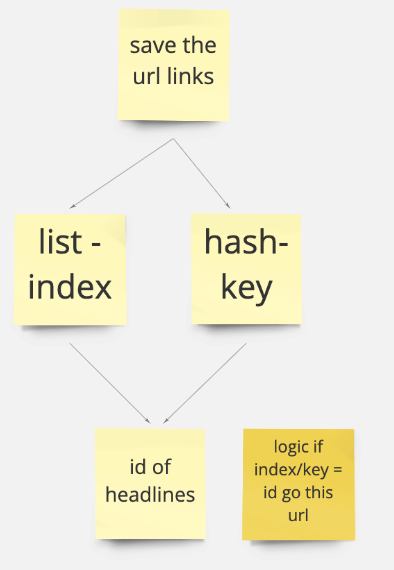 save the
url links
list -
index
hash-
key
id of
headlines
logic if
index/key =
id go this
url